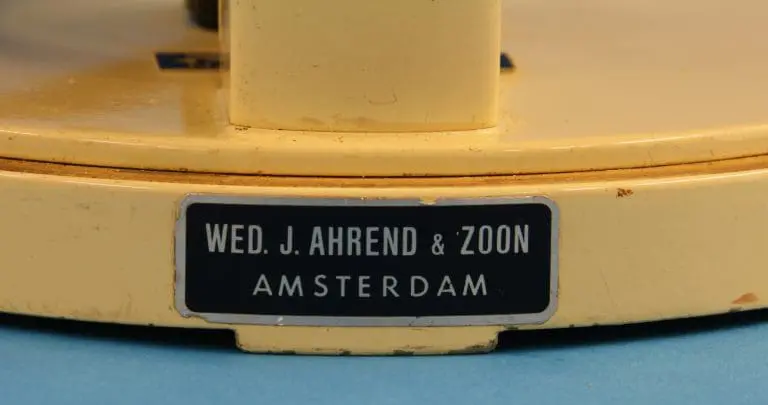 WED. J. AHREND & ZOON
AMSTERDAM